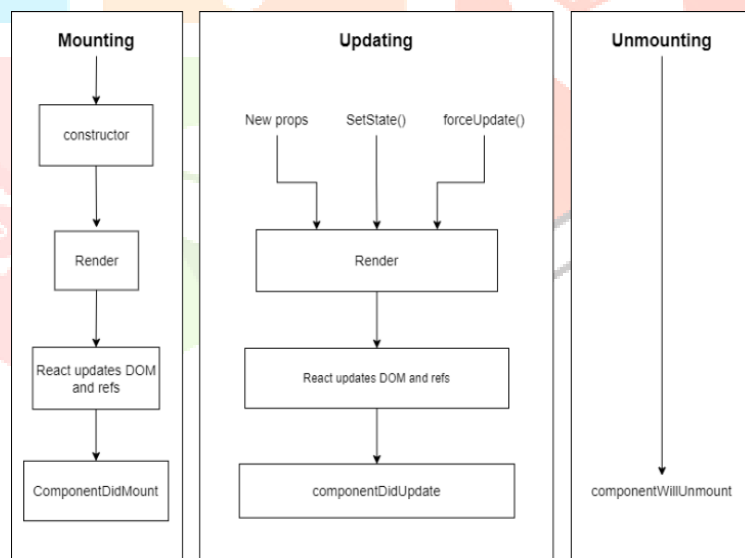 Mounting
constructor
Render
React updates DOM
and refs
ComponentDidMount
Updating
New props
SetState()
forceUpdate()
Render
React updates DOM and refs
componentDidUpdate
Unmounting
componentWillUnmount